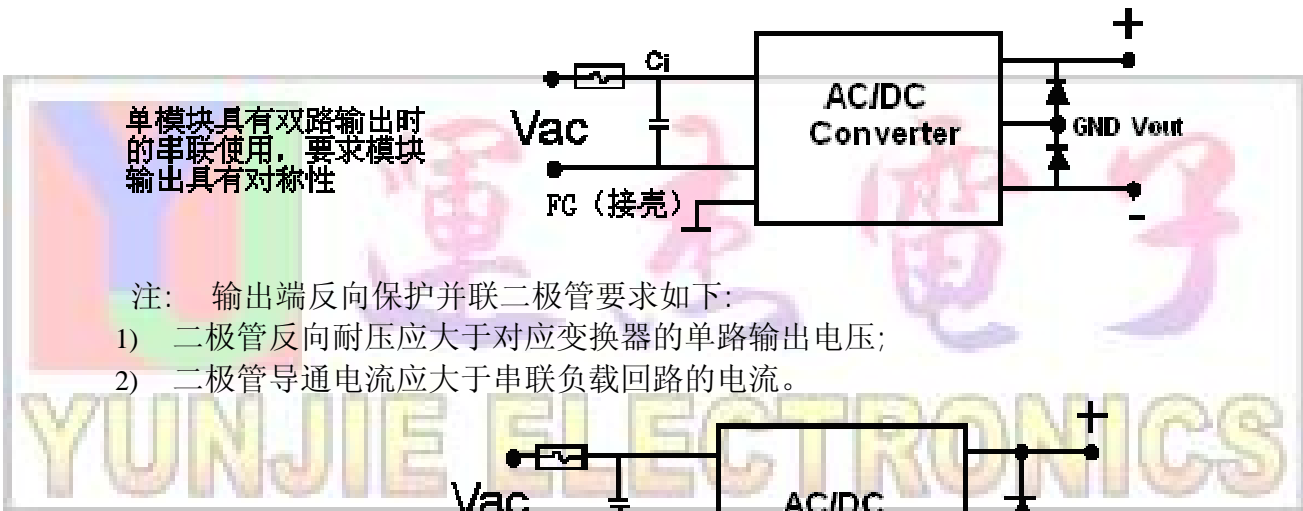 +
Ci
AC/DC
Converter
单模块具有双路输出时
的串联使用，要求模块
输出具有对称性
Vac
GND Vout
FG（接壳）
-
運杰電子
注： 输出端反向保护并联二极管要求如下：
1) 二极管反向耐压应大于对应变换器的单路输出电压；
2) 二极管导通电流应大于串联负载回路的电流。
YUNJIE ELECTRONICS
+
Vac
AC/DC